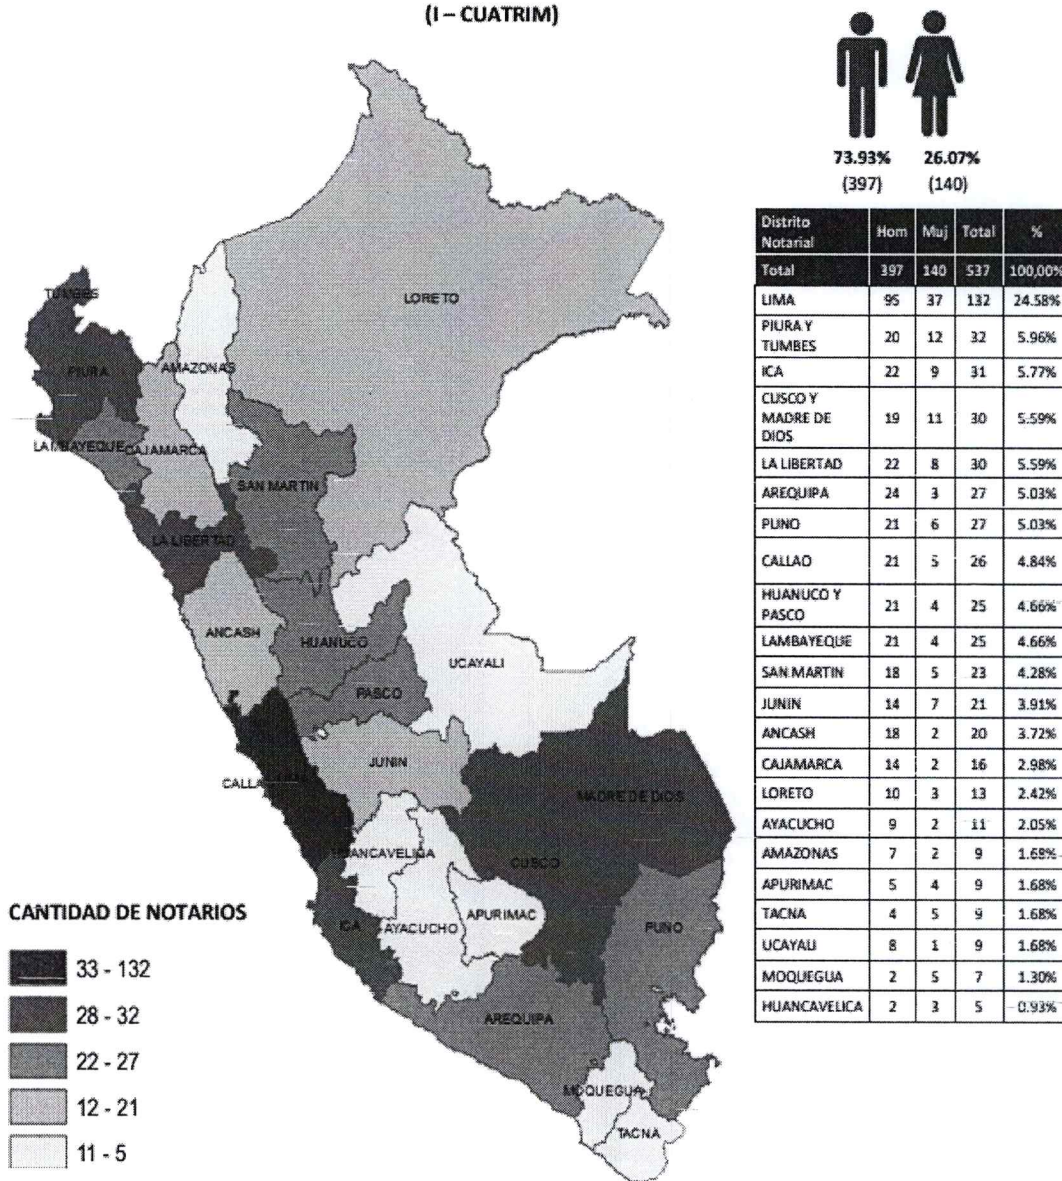 (I – CUATRIM)
73.93% 26.07%
(397) (140)
Distrito
Notarial Hom Muj Total %
Total 397 140 537 100,00%
LIMA 95 37 132 24.58%
PIURA Y
TUMBES 20 12 32 5.96%
ICA 22 9 31 5.77%
CUSCO Y
MADRE DE
DIOS 19 11 30 5.59%
LA LIBERTAD 22 8 30 5.59%
AREQUIPA 24 3 27 5.03%
PUNO 21 6 27 5.03%
CALLAO 21 5 26 4.84%
HUANUCO Y
PASCO 21 4 25 4.66%
LAMBAYEQUE 21 4 25 4.66%
SAN MARTIN 18 5 23 4.28%
JUNIN 14 7 21 3.91%
ANCASH 18 2 20 3.72%
CAJAMARCA 14 2 16 2.98%
LORETO 10 3 13 2.42%
AYACUCHO 9 2 11 2.05%
AMAZONAS 7 2 9 1.68%
APURIMAC 5 4 9 1.68%
TACNA 4 5 9 1.68%
UCAYALI 8 1 9 1.68%
MOQUEGUA 2 5 7 1.30%
HUANCAVELICA 2 3 5 0.93%
TUMBES
LORETO
PIURA
AMAZONAS
LAMBAYEQUE
CAJAMARCA
SAN MARTIN
LA LIBERTAD
ANCASH
HUANUCO
UCAYALI
PASCO
JUNIN
MADRE DE DIOS
HUANCAVELICA
CUSCO
ICA
AYACUCHO
APURIMAC
PUNO
AREQUIPA
MOQUEGUA
TACNA
CANTIDAD DE NOTARIOS
33 - 132
28 - 32
22 - 27
12 - 21
11 - 5